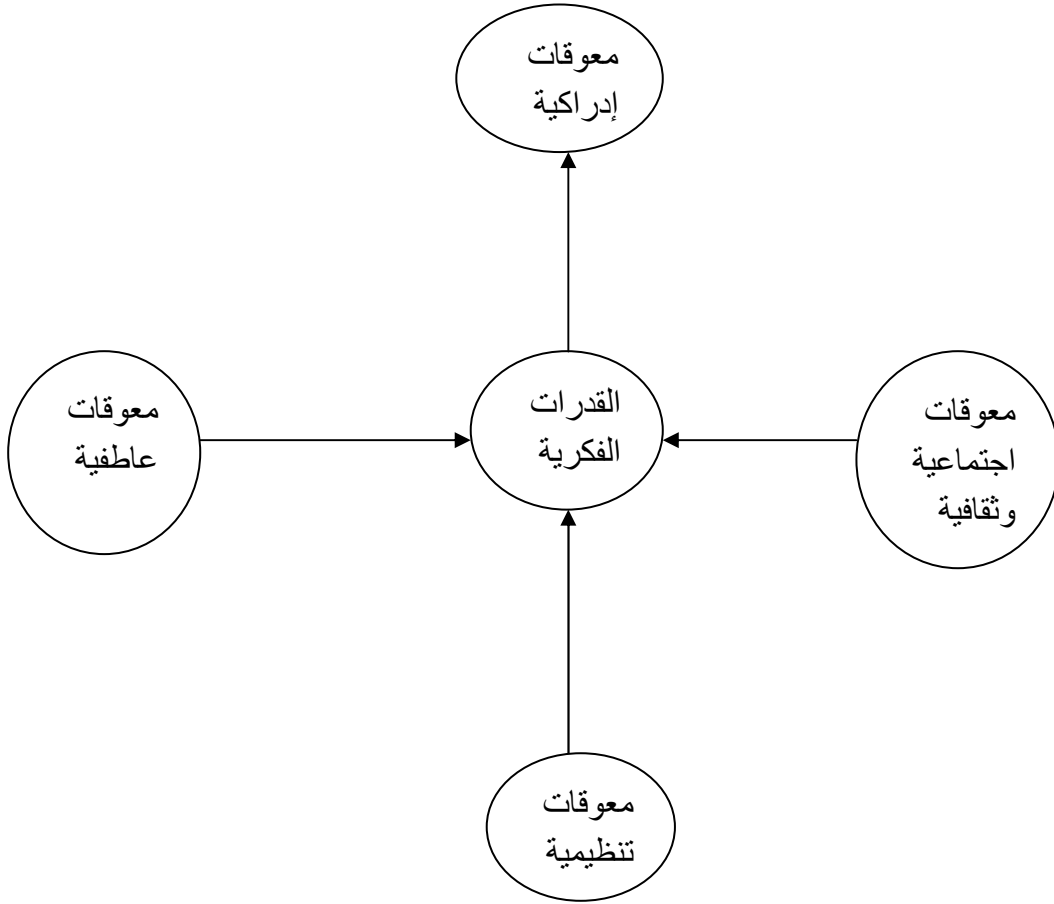 معوقات
إدراكية
القدرات
الفكرية
معوقات
اجتماعية
وثقافية
معوقات
عاطفية
معوقات
تنظيمية